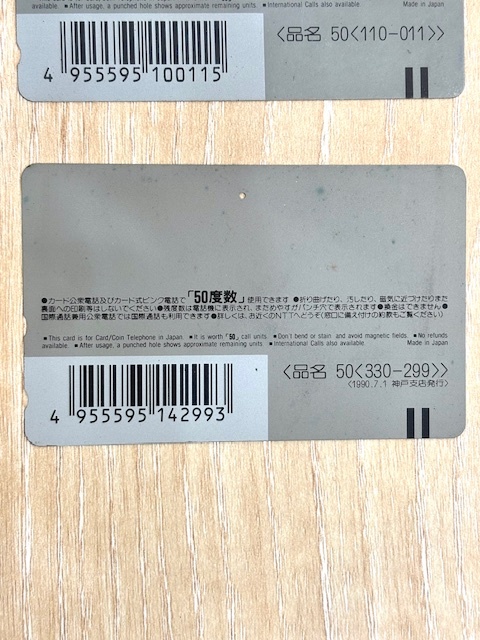 available. ■After usage, a punched hole shows approximate remaining units. ■International Calls also available. Made in Japan
4 955595 100115
〈品名 50〈110-011〉〉
●カード公衆電話及びカード式ピンク電話で「50度数」使用できます ●折り曲げたり、汚したり、磁気に近づけたりまた
裏面への印刷等はしないでください●残度数は電話機に表示され、まためやすがパンチ穴で表示されます●換金はできません●
国際通話兼用公衆電話では国際通話も利用できます●詳しくは、お近くのNTTへどうぞ(窓口に備え付けの約款もご覧ください)
■This card is for Card/Coin Telephone in Japan. ■It is worth「50」call units. ■Don't bend or stain and avoid magnetic fields. ■No refunds
available. ■After usage, a punched hole shows approximate remaining units. ■International Calls also available. Made in Japan
4 955595 142993
〈品名 50〈330-299〉〉
〈1990.7.1 神戸支店発行〉